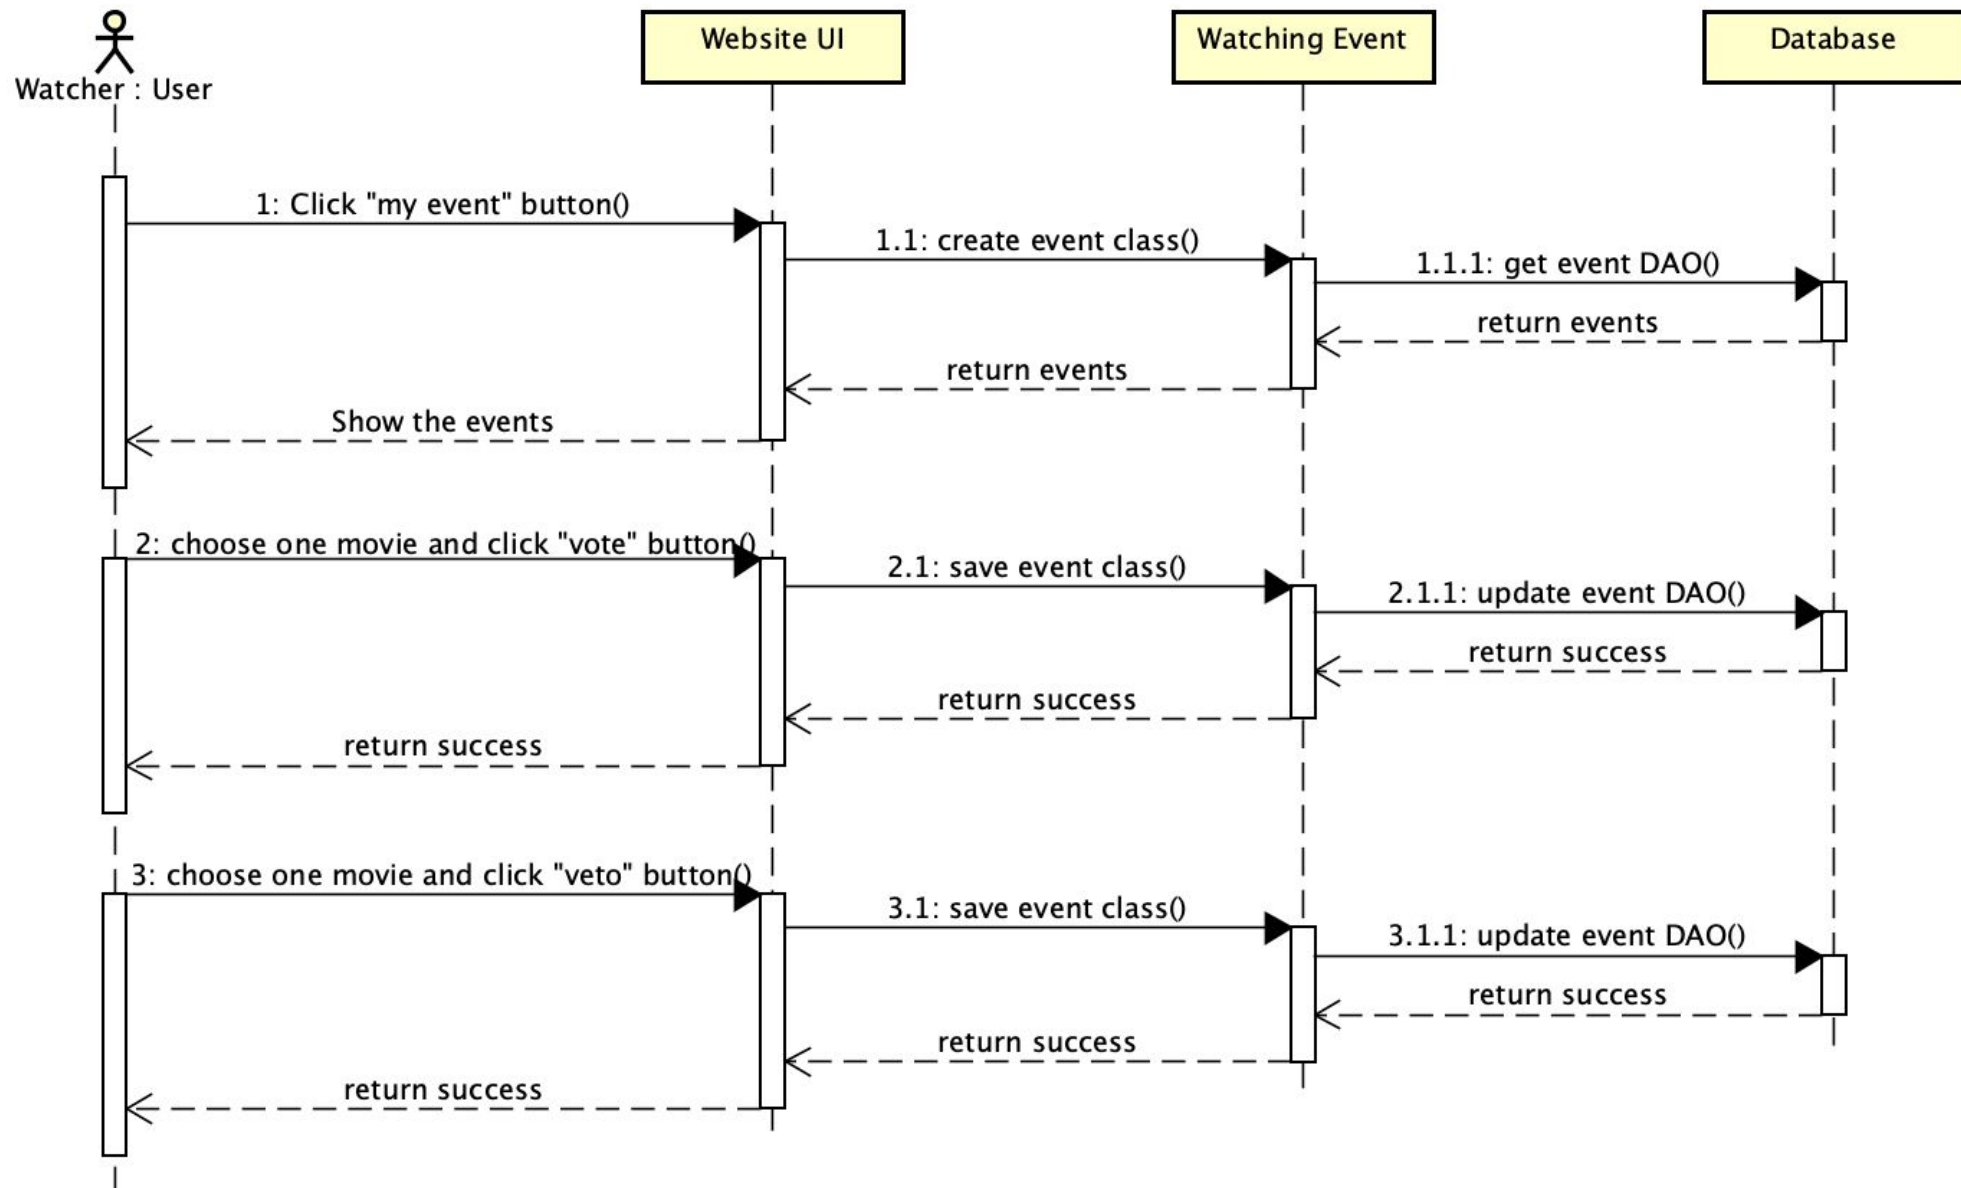 Website UI
Watching Event
Database
Watcher : User
1: Click "my event" button()
1.1: create event class()
1.1.1: get event DAO()
return events
return events
Show the events
2: choose one movie and click "vote" button()
2.1: save event class()
2.1.1: update event DAO()
return success
return success
return success
3: choose one movie and click "veto" button()
3.1: save event class()
3.1.1: update event DAO()
return success
return success
return success